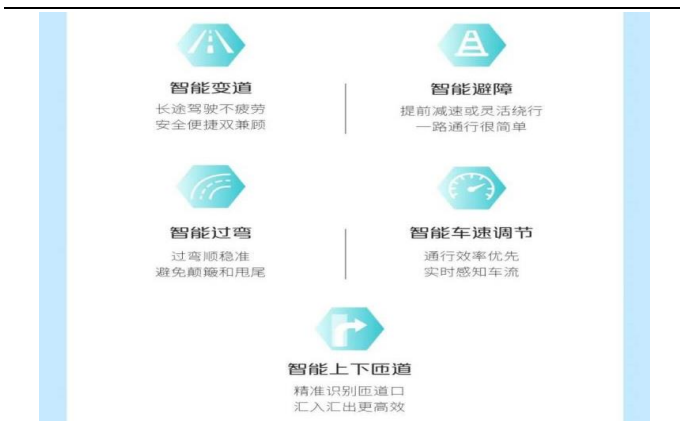 智能变道
长途驾驶不疲劳
安全便捷双兼顾
智能避障
提前减速或灵活绕行
一路通行很简单
智能过弯
过弯顺稳准
避免颠簸和甩尾
智能车速调节
通行效率优先
实时感知车流
智能上下匝道
精准识别匝道口
汇入汇出更高效